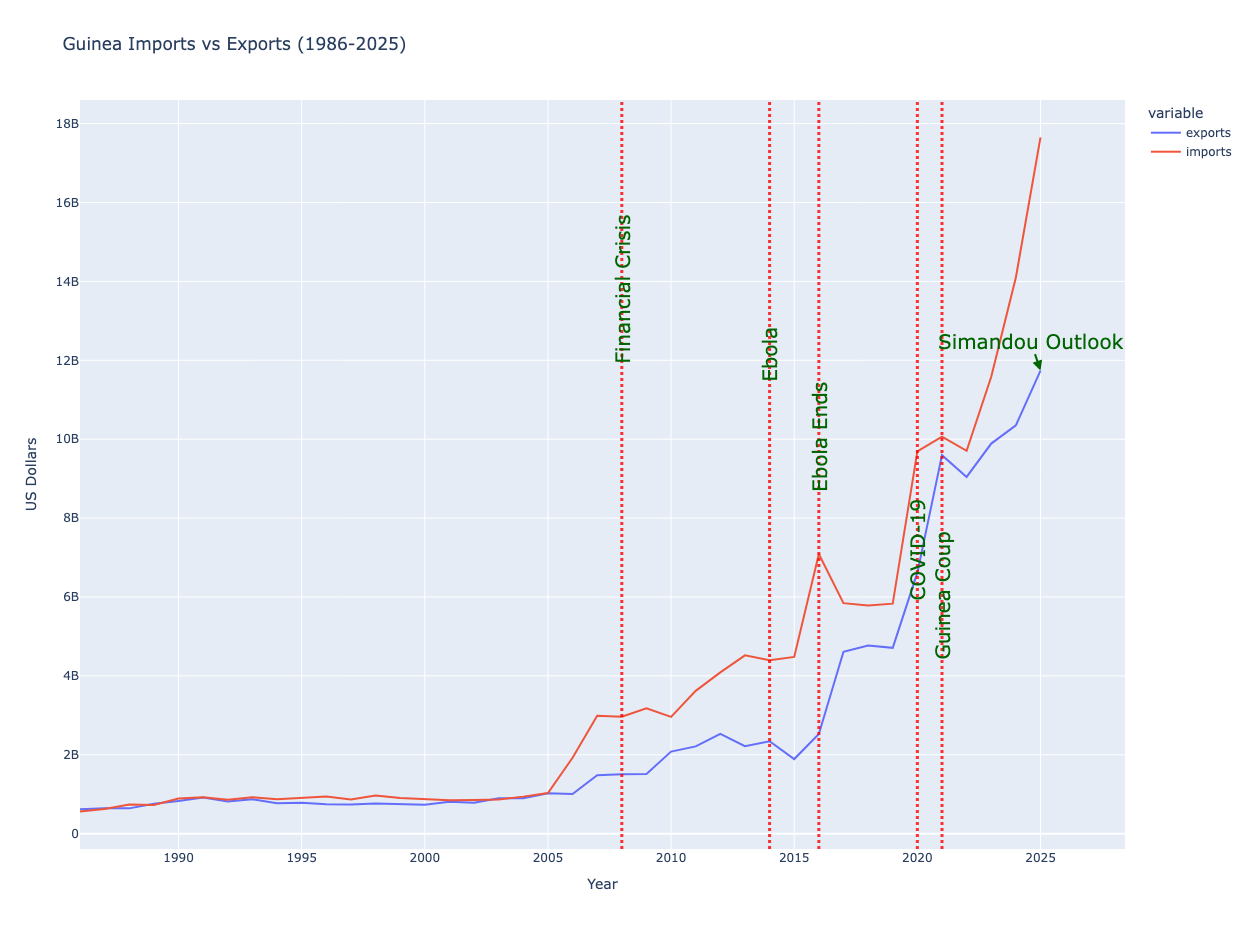 Guinea Imports vs Exports (1986-2025)
variable
exports
imports
18B
16B
14B
12B
10B
8B
6B
4B
2B
0
US Dollars
Financial Crisis
Ebola
Ebola Ends
COVID-19
Guinea Coup
Simandou Outlook
1990
1995
2000
2005
2010
2015
2020
2025
Year